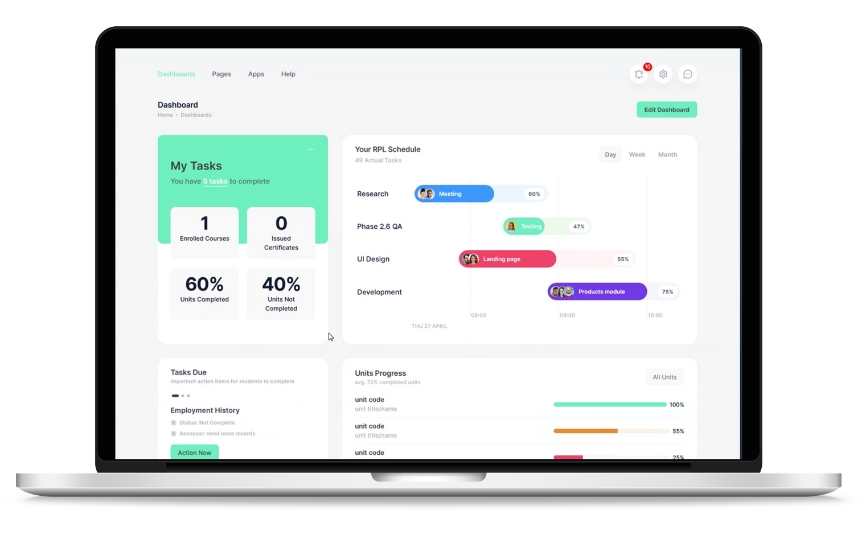 Dashboards Pages Apps Help
10
Dashboard
Home - Dashboards
Edit Dashboard
My Tasks
You have 5 tasks to complete
1
Enrolled Courses
0
Issued
Certificates
60%
Units Completed
40%
Units Not
Completed
Your RPL Schedule
49 Actual Tasks
Day Week Month
Research Meeting 60%
Phase 2.6 QA Testing 47%
UI Design Landing page 55%
Development Products module 75%
08:00 09:00 10:00
THU 27 APRIL
Tasks Due
Important action items for students to complete
Employment History
Status: Not Complete
Assessor: need more records
Action Now
Units Progress
avg. 72% completed units
All Units
unit code
unit title/name
100%
unit code
unit title/name
55%
unit code
25%